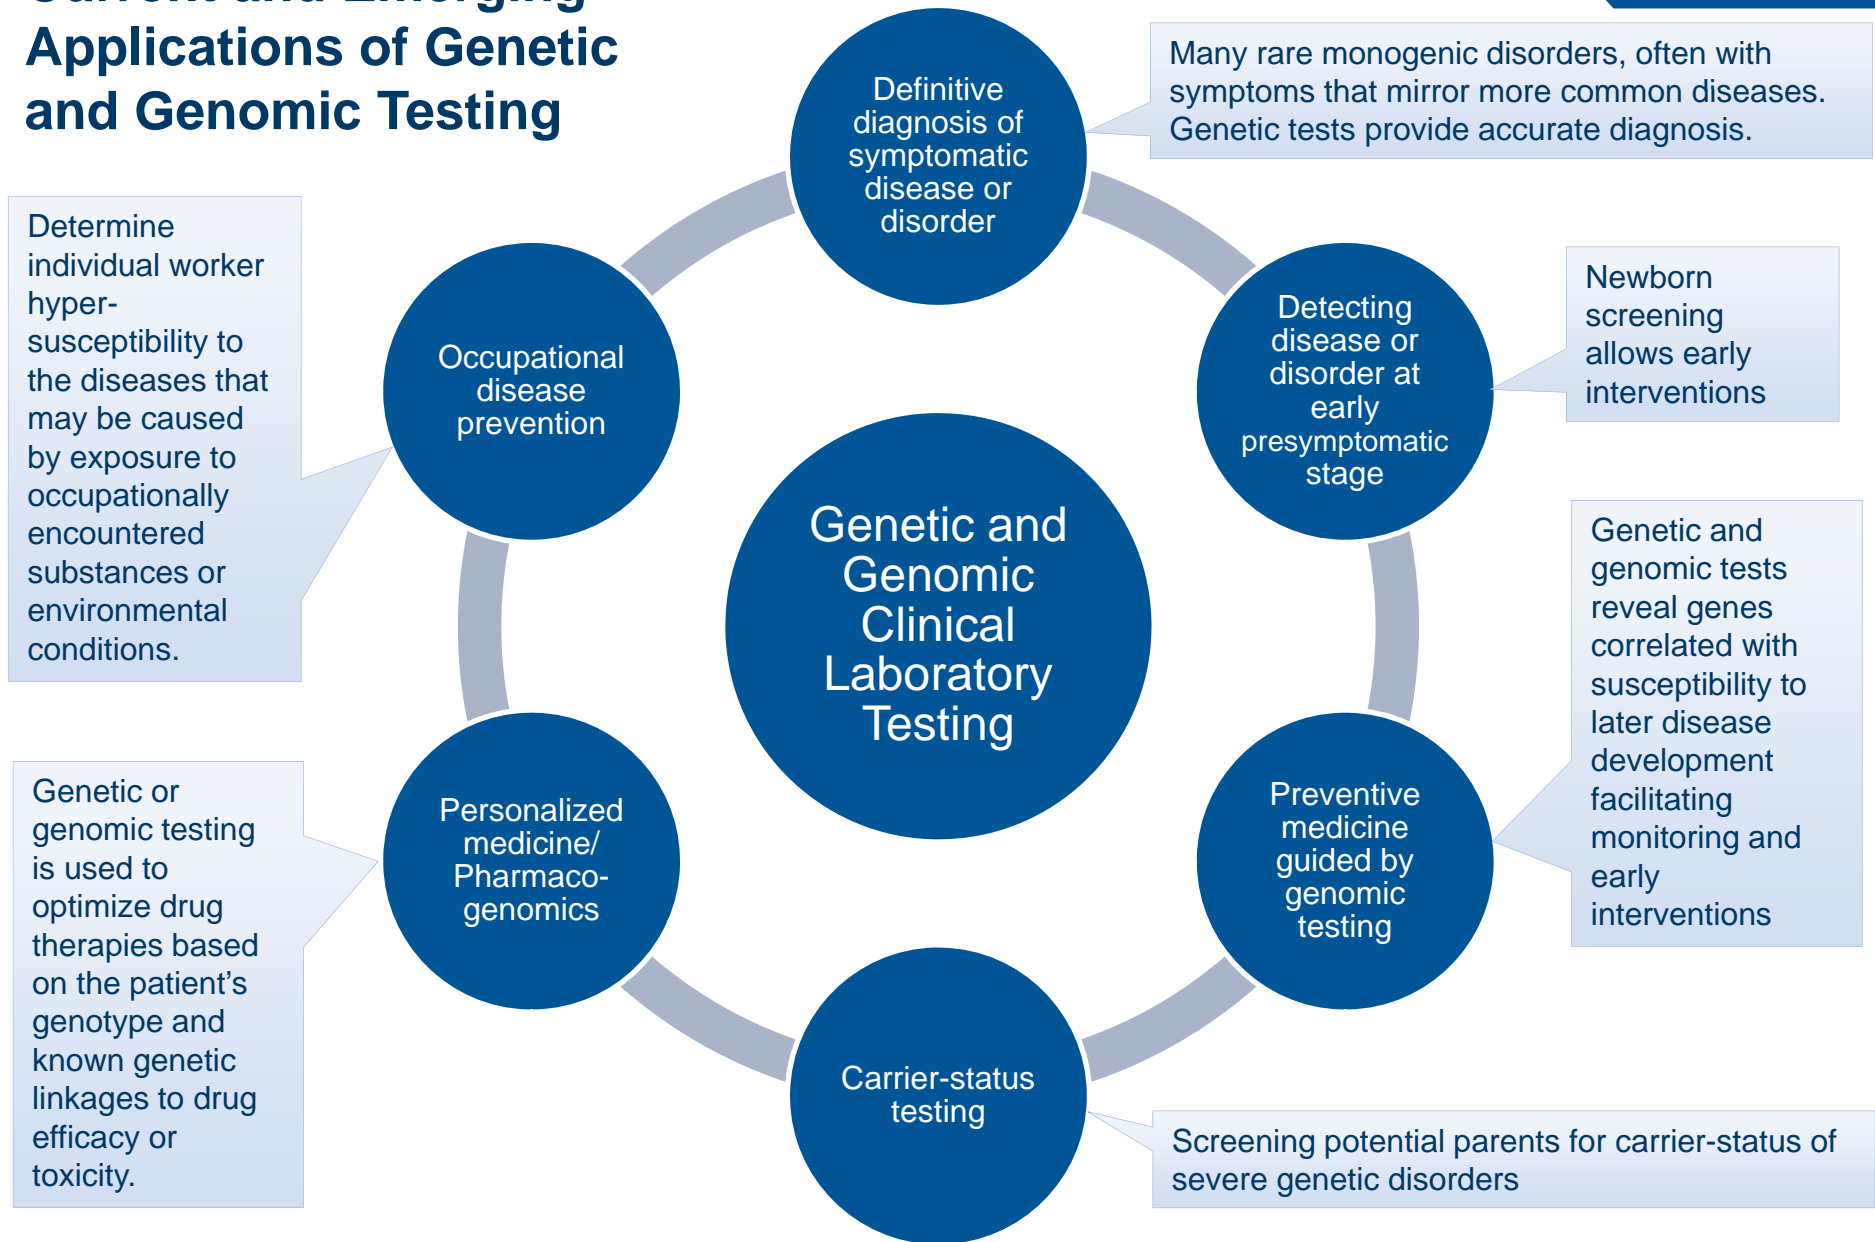 Current and Emerging
Applications of Genetic
and Genomic Testing
Definitive
diagnosis of
symptomatic
disease or
disorder
Many rare monogenic disorders, often with
symptoms that mirror more common diseases.
Genetic tests provide accurate diagnosis.
Detecting
disease or
disorder at
early
presymptomatic
stage
Newborn
screening
allows early
interventions
Genetic and
genomic tests
reveal genes
correlated with
susceptibility to
later disease
development
facilitating
monitoring and
early
interventions
Preventive
medicine
guided by
genomic
testing
Carrier-status
testing
Screening potential parents for carrier-status of
severe genetic disorders
Personalized
medicine/
Pharmaco-
genomics
Genetic or
genomic testing
is used to
optimize drug
therapies based
on the patient’s
genotype and
known genetic
linkages to drug
efficacy or
toxicity.
Occupational
disease
prevention
Determine
individual worker
hyper-
susceptibility to
the diseases that
may be caused
by exposure to
occupationally
encountered
substances or
environmental
conditions.
Genetic and
Genomic
Clinical
Laboratory
Testing